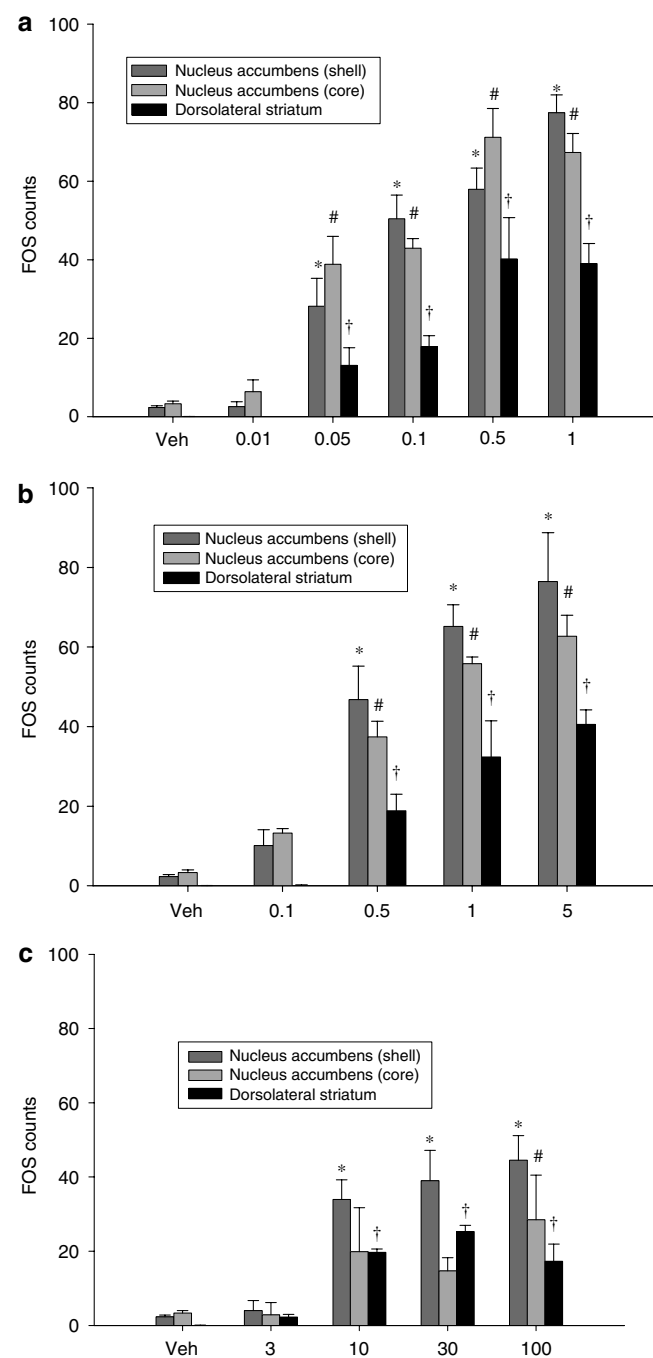 a
100
80
60
40
20
0
FOS counts
Nucleus accumbens (shell)
Nucleus accumbens (core)
Dorsolateral striatum
* # †
* # †
* # †
* # †
Veh 0.01 0.05 0.1 0.5 1
b
100
80
60
40
20
0
FOS counts
Nucleus accumbens (shell)
Nucleus accumbens (core)
Dorsolateral striatum
* # †
* # †
* # †
Veh 0.1 0.5 1 5
c
100
80
60
40
20
0
FOS counts
Nucleus accumbens (shell)
Nucleus accumbens (core)
Dorsolateral striatum
* †
* †
* # †
Veh 3 10 30 100